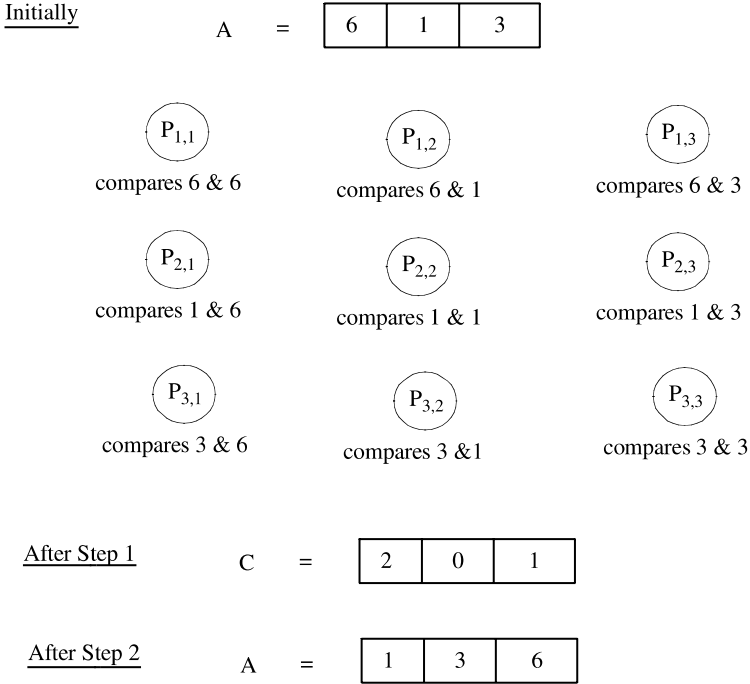 Initially
A = 6 1 3
P1,1 P1,2 P1,3
compares 6 & 6 compares 6 & 1 compares 6 & 3
P2,1 P2,2 P2,3
compares 1 & 6 compares 1 & 1 compares 1 & 3
P3,1 P3,2 P3,3
compares 3 & 6 compares 3 &1 compares 3 & 3
After Step 1 C = 2 0 1
After Step 2 A = 1 3 6